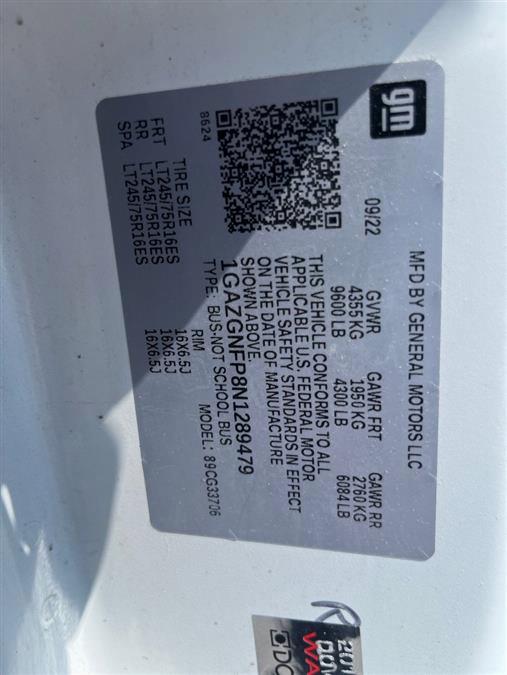 gm
MFD BY GENERAL MOTORS LLC
09/22 GVWR GAWR FRT GAWR RR
4355 KG 1950 KG 2760 KG
9600 LB 4300 LB 6084 LB
THIS VEHICLE CONFORMS TO ALL
APPLICABLE U.S. FEDERAL MOTOR
VEHICLE SAFETY STANDARDS IN EFFECT
ON THE DATE OF MANUFACTURE
SHOWN ABOVE.
1GAZGNFP8N1289479
TYPE: BUS-NOT SCHOOL BUS
MODEL: 89CG33706
8624
TIRE SIZE RIM
FRT LT245/75R16ES 16X6.5J
RR LT245/75R16ES 16X6.5J
SPA LT245/75R16ES 16X6.5J
R